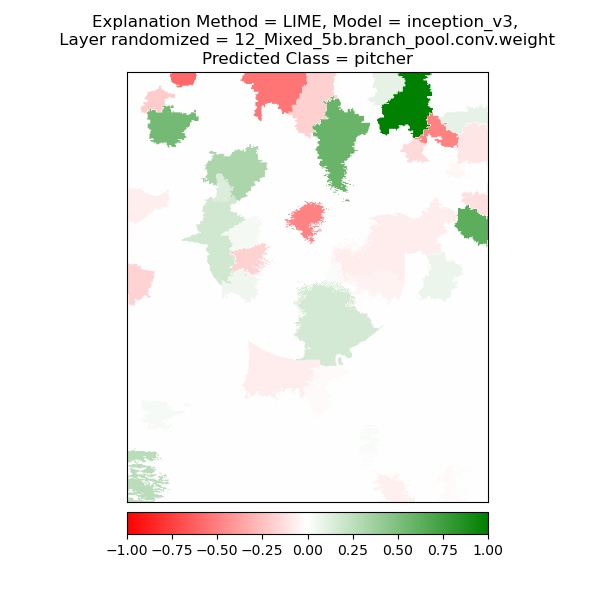 Explanation Method = LIME, Model = inception_v3,
Layer randomized = 12_Mixed_5b.branch_pool.conv.weight
Predicted Class = pitcher
−1.00 −0.75 −0.50 −0.25 0.00 0.25 0.50 0.75 1.00